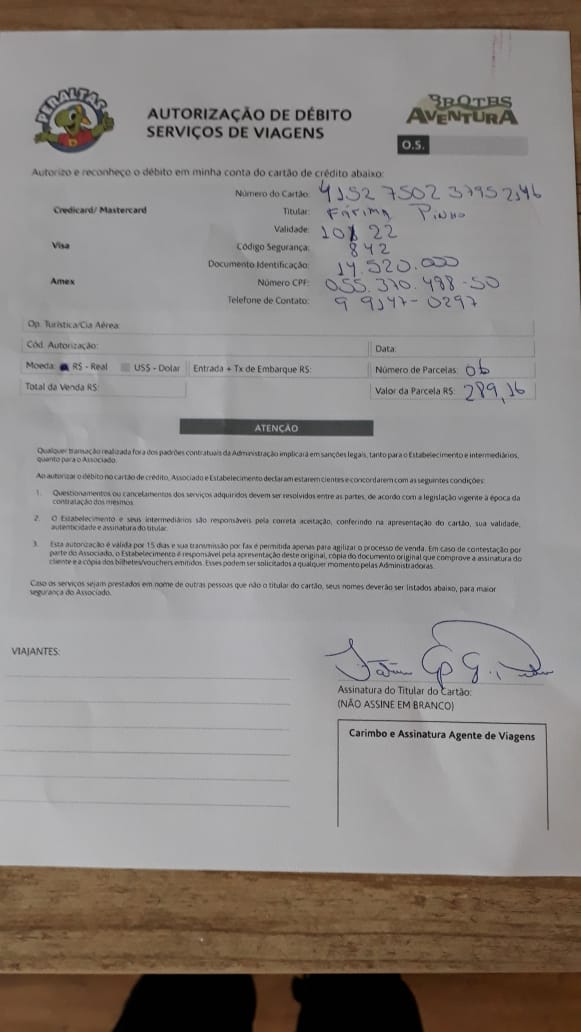 PERALTAS
BROTAS
AVENTURA
AUTORIZAÇÃO DE DÉBITO
SERVIÇOS DE VIAGENS
O.S.
Autorizo e reconheço o débito em minha conta do cartão de crédito abaixo:
Número do Cartão: 4152 7502 3795 2146
Credicard/ Mastercard Titular: FÁTIMA PINHO
Validade: 10/ 22
Visa Código Segurança: 842
Documento Identificação: 14.520.000
Amex Número CPF: 055.370.498-50
Telefone de Contato: 9 9147-0297
Op. Turística/Cia Aérea:
Cód. Autorização: Data:
Moeda: R$ - Real US$ - Dolar Entrada + Tx de Embarque R$: Número de Parcelas: 06
Total da Venda R$: Valor da Parcela R$: 289,16
ATENÇÃO
Qualquer transação realizada fora dos padrões contratuais da Administração implicará em sanções legais, tanto para o Estabelecimento e intermediários,
quanto para o Associado.
Ao autorizar o débito no cartão de crédito, Associado e Estabelecimento declaram estarem cientes e concordarem com as seguintes condições:
1. Questionamentos ou cancelamentos dos serviços adquiridos devem ser resolvidos entre as partes, de acordo com a legislação vigente à época da
contratação dos mesmos.
2. O Estabelecimento e seus intermediários são responsáveis pela correta aceitação, conferindo na apresentação do cartão, sua validade,
autenticidade e assinatura do titular.
3. Esta autorização é válida por 15 dias e sua transmissão por fax é permitida apenas para agilizar o processo de venda. Em caso de contestação por
parte do Associado, o Estabelecimento é responsável pela apresentação deste original, cópia do documento original que comprove a assinatura do
cliente e a cópia dos bilhetes/vouchers emitidos. Esses podem ser solicitados a qualquer momento pelas Administradoras.
Caso os serviços sejam prestados em nome de outras pessoas que não o titular do cartão, seus nomes deverão ser listados abaixo, para maior
segurança do Associado.
VIAJANTES:
Assinatura do Titular do Cartão:
(NÃO ASSINE EM BRANCO)
Carimbo e Assinatura Agente de Viagens